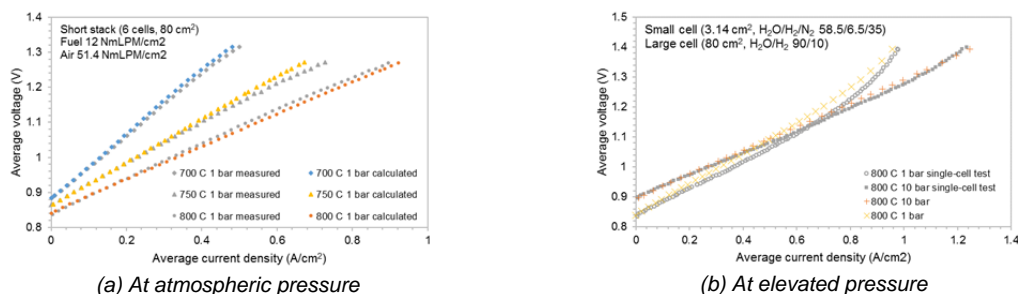 Short stack (6 cells, 80 cm²)
Fuel 12 NmLPM/cm2
Air 51.4 NmLPM/cm2
Average voltage (V)
1.4
1.3
1.2
1.1
1
0.9
0.8
700 C 1 bar measured
700 C 1 bar calculated
750 C 1 bar measured
750 C 1 bar calculated
800 C 1 bar measured
800 C 1 bar calculated
0
0.2
0.4
0.6
0.8
1
Average current density (A/cm²)
(a) At atmospheric pressure
Small cell (3.14 cm², H₂O/H₂/N₂ 58.5/6.5/35)
Large cell (80 cm², H₂O/H₂ 90/10)
Average voltage (V)
1.5
1.4
1.3
1.2
1.1
1
0.9
0.8
800 C 1 bar single-cell test
800 C 10 bar single-cell test
800 C 10 bar
800 C 1 bar
0
0.2
0.4
0.6
0.8
1
1.2
1.4
Average current density (A/cm2)
(b) At elevated pressure